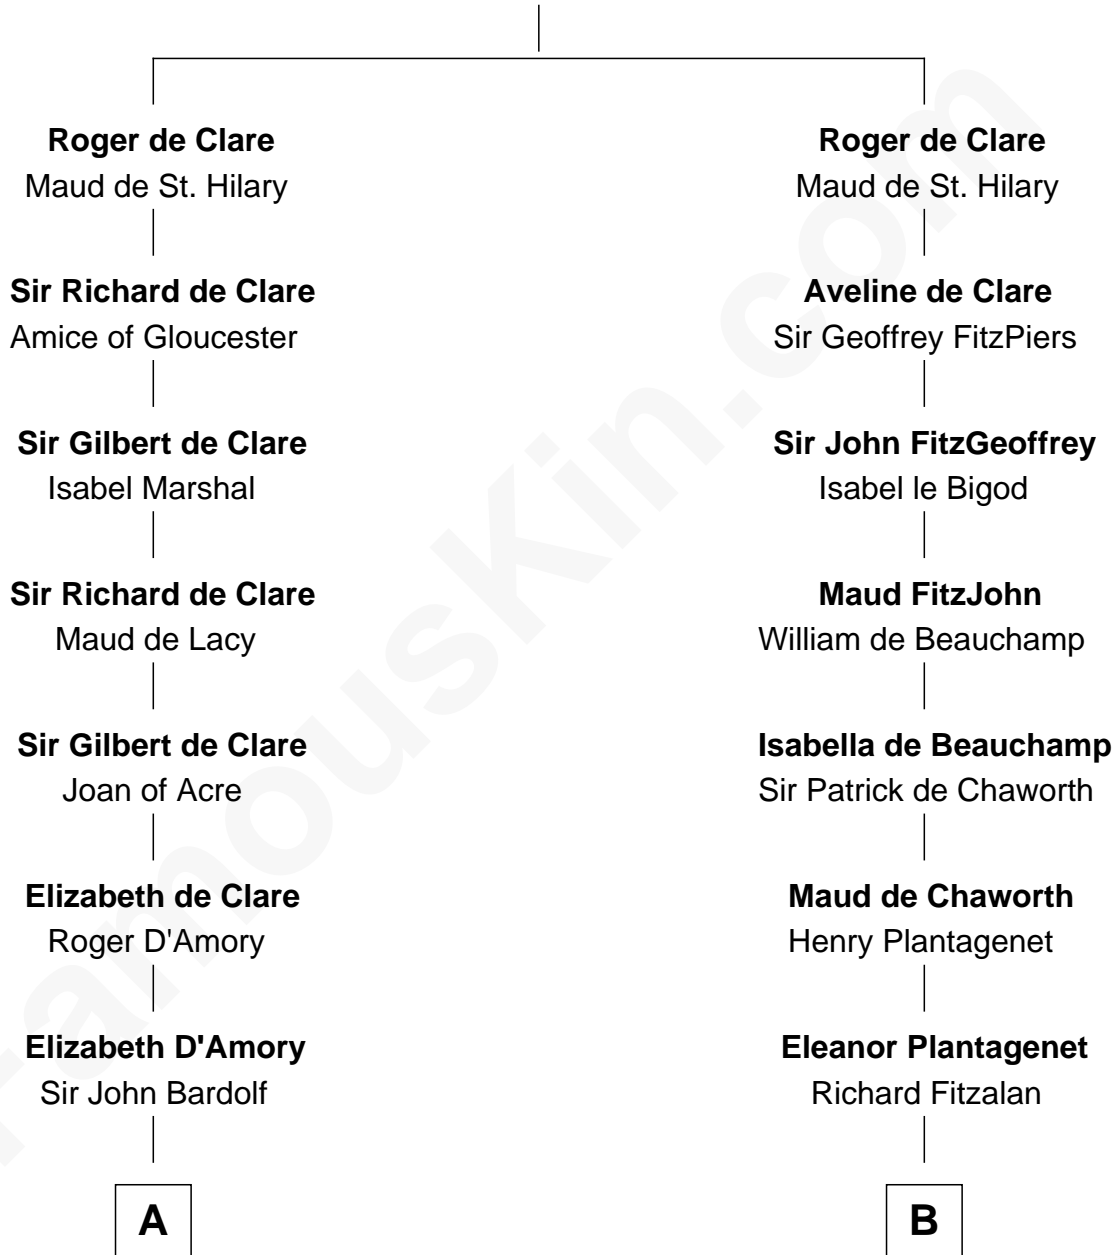 Roger de Clare
Maud de St. Hilary
Sir Richard de Clare
Amice of Gloucester
Sir Gilbert de Clare
Isabel Marshal
Sir Richard de Clare
Maud de Lacy
Sir Gilbert de Clare
Joan of Acre
Elizabeth de Clare
Roger D'Amory
Elizabeth D'Amory
Sir John Bardolf
A
Roger de Clare
Maud de St. Hilary
Aveline de Clare
Sir Geoffrey FitzPiers
Sir John FitzGeoffrey
Isabel le Bigod
Maud FitzJohn
William de Beauchamp
Isabella de Beauchamp
Sir Patrick de Chaworth
Maud de Chaworth
Henry Plantagenet
Eleanor Plantagenet
Richard Fitzalan
B
FamousKin.com